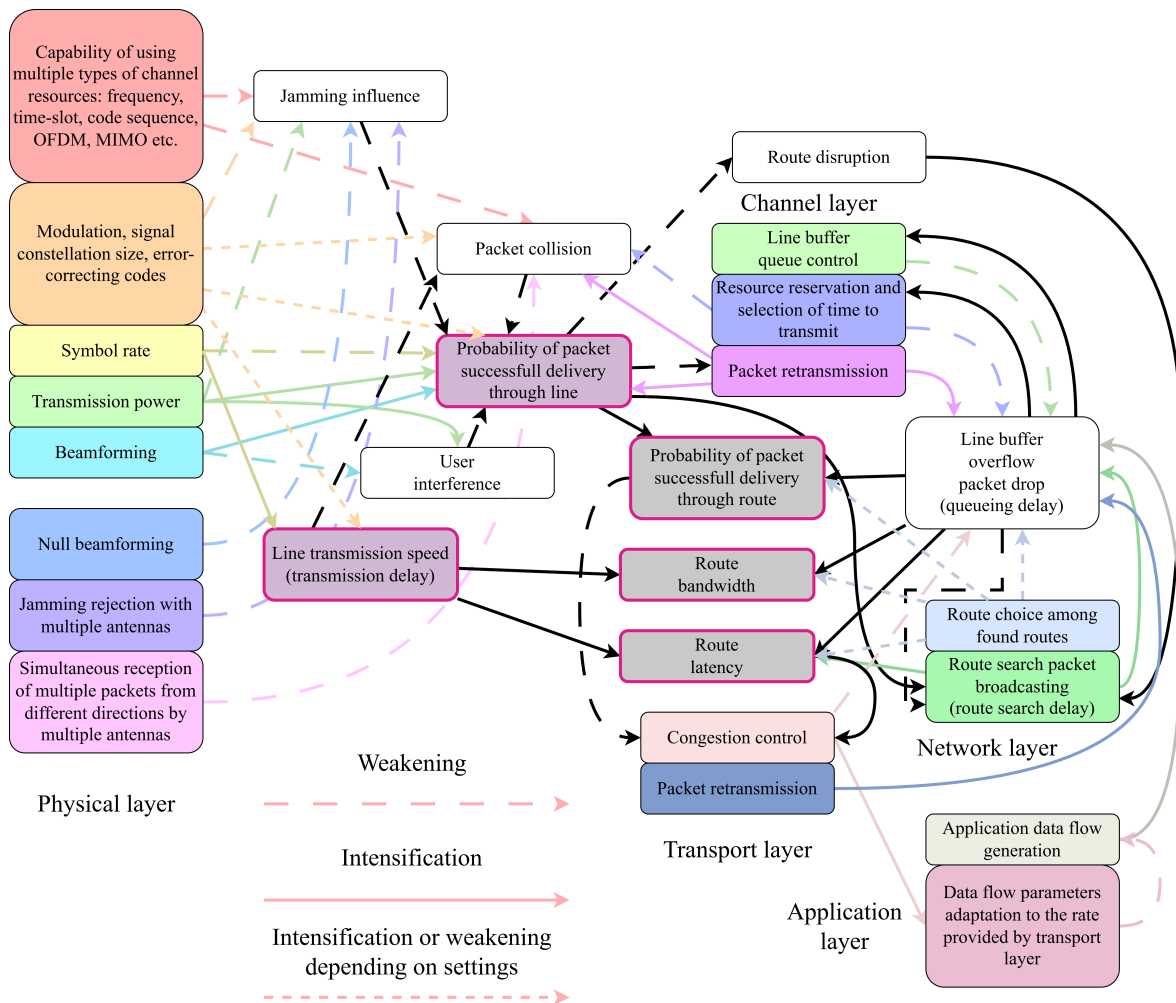 Capability of using
multiple types of channel
resources: frequency,
time-slot, code sequence,
OFDM, MIMO etc.
Modulation, signal
constellation size, error-
correcting codes
Symbol rate
Transmission power
Beamforming
Null beamforming
Jamming rejection with
multiple antennas
Simultaneous reception
of multiple packets from
different directions by
multiple antennas
Physical layer
Jamming influence
Packet collision
Probability of packet
successfull delivery
through line
User
interference
Line transmission speed
(transmission delay)
Route disruption
Channel layer
Line buffer
queue control
Resource reservation and
selection of time to
transmit
Packet retransmission
Probability of packet
successfull delivery
through route
Route
bandwidth
Route
latency
Line buffer
overflow
packet drop
(queueing delay)
Route choice among
found routes
Route search packet
broadcasting
(route search delay)
Network layer
Congestion control
Packet retransmission
Transport layer
Application data flow
generation
Data flow parameters
adaptation to the rate
provided by transport
layer
Application
layer
Weakening
Intensification
Intensification or weakening
depending on settings